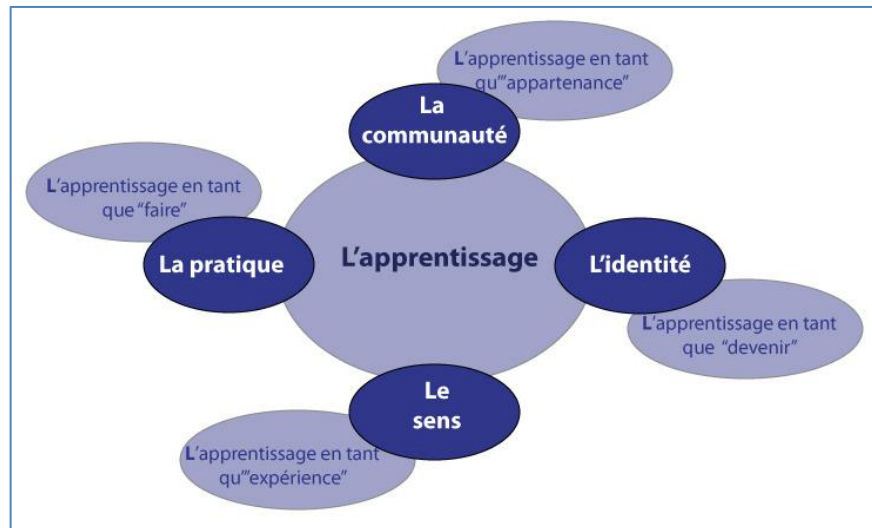 L'apprentissage en tant
qu'"appartenance"
La
communauté
L'apprentissage en tant
que "faire"
La pratique
L'apprentissage
L'identité
L'apprentissage en tant
que "devenir"
Le
sens
L'apprentissage en tant
qu'"expérience"